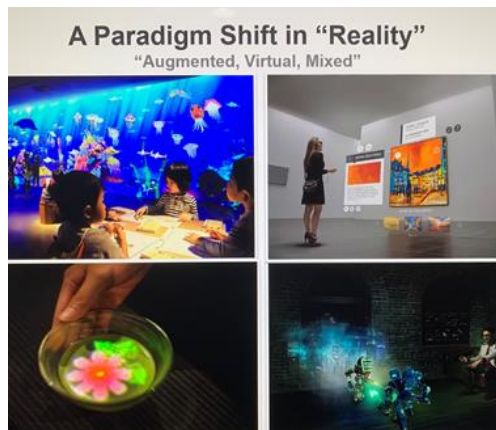 A Paradigm Shift in “Reality”
“Augmented, Virtual, Mixed”